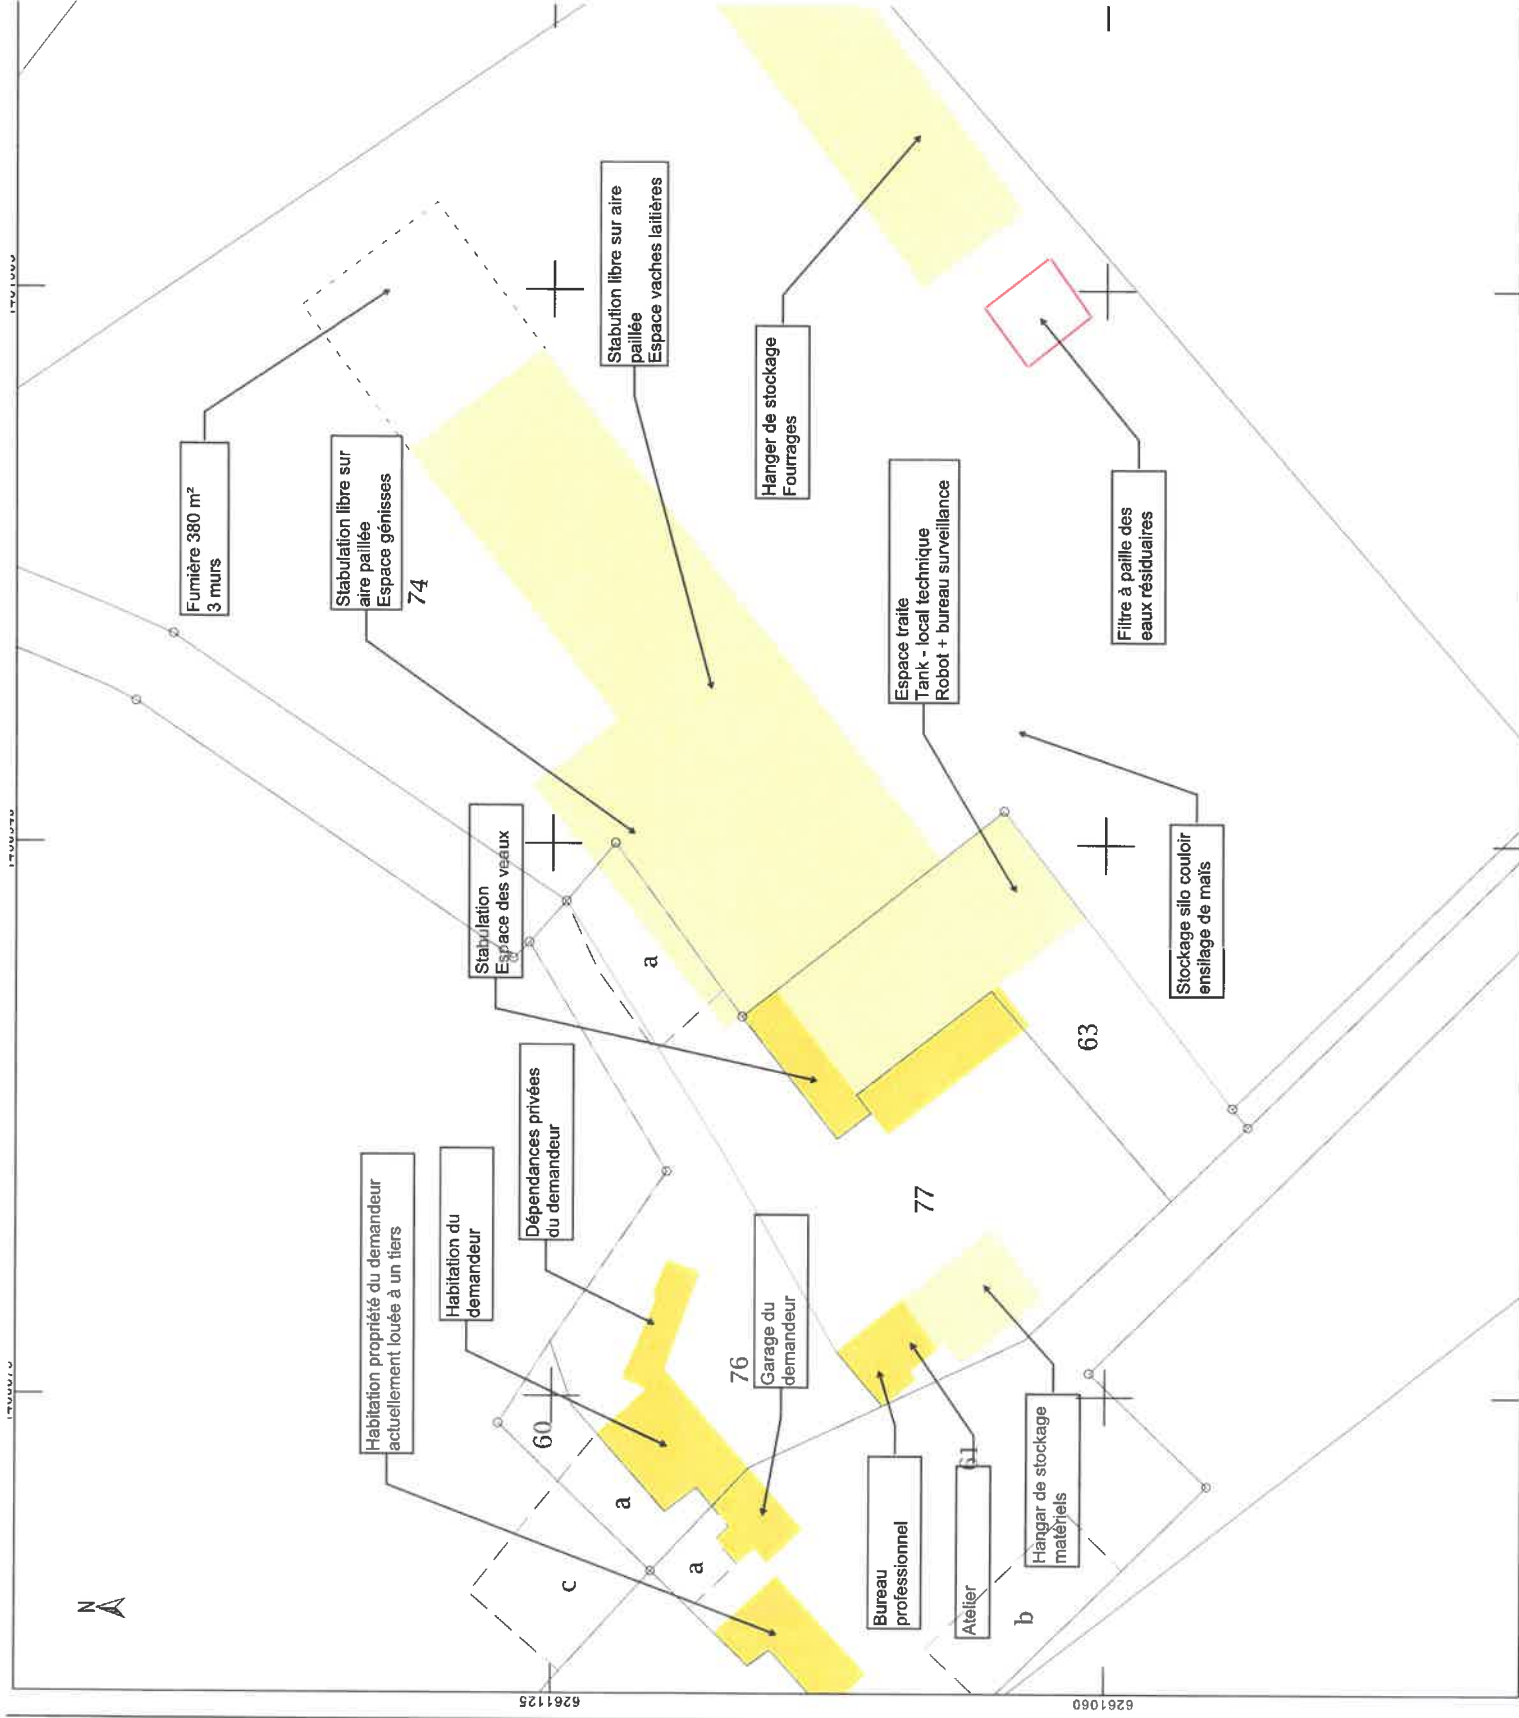 N
Habitation propriété du demandeur
actuellement louée à un tiers
Habitation du
demandeur
Dépendances privées
du demandeur
Stabulation
Espace des veaux
Stabulation libre sur
aire paillée
Espace génisses
74
Fumière 380 m²
3 murs
Stabution libre sur aire
paillée
Espace vaches laitières
Hanger de stockage
Fourrages
Espace traite
Tank - local technique
Robot + bureau surveillance
Filtre à paille des
eaux résiduaires
Stockage silo couloir
ensilage de maïs
Garage du
demandeur
76
Bureau
professionnel
Atelier
61
Hangar de stockage
matériels
60
77
63
a
a
a
c
b
6261125
6261060